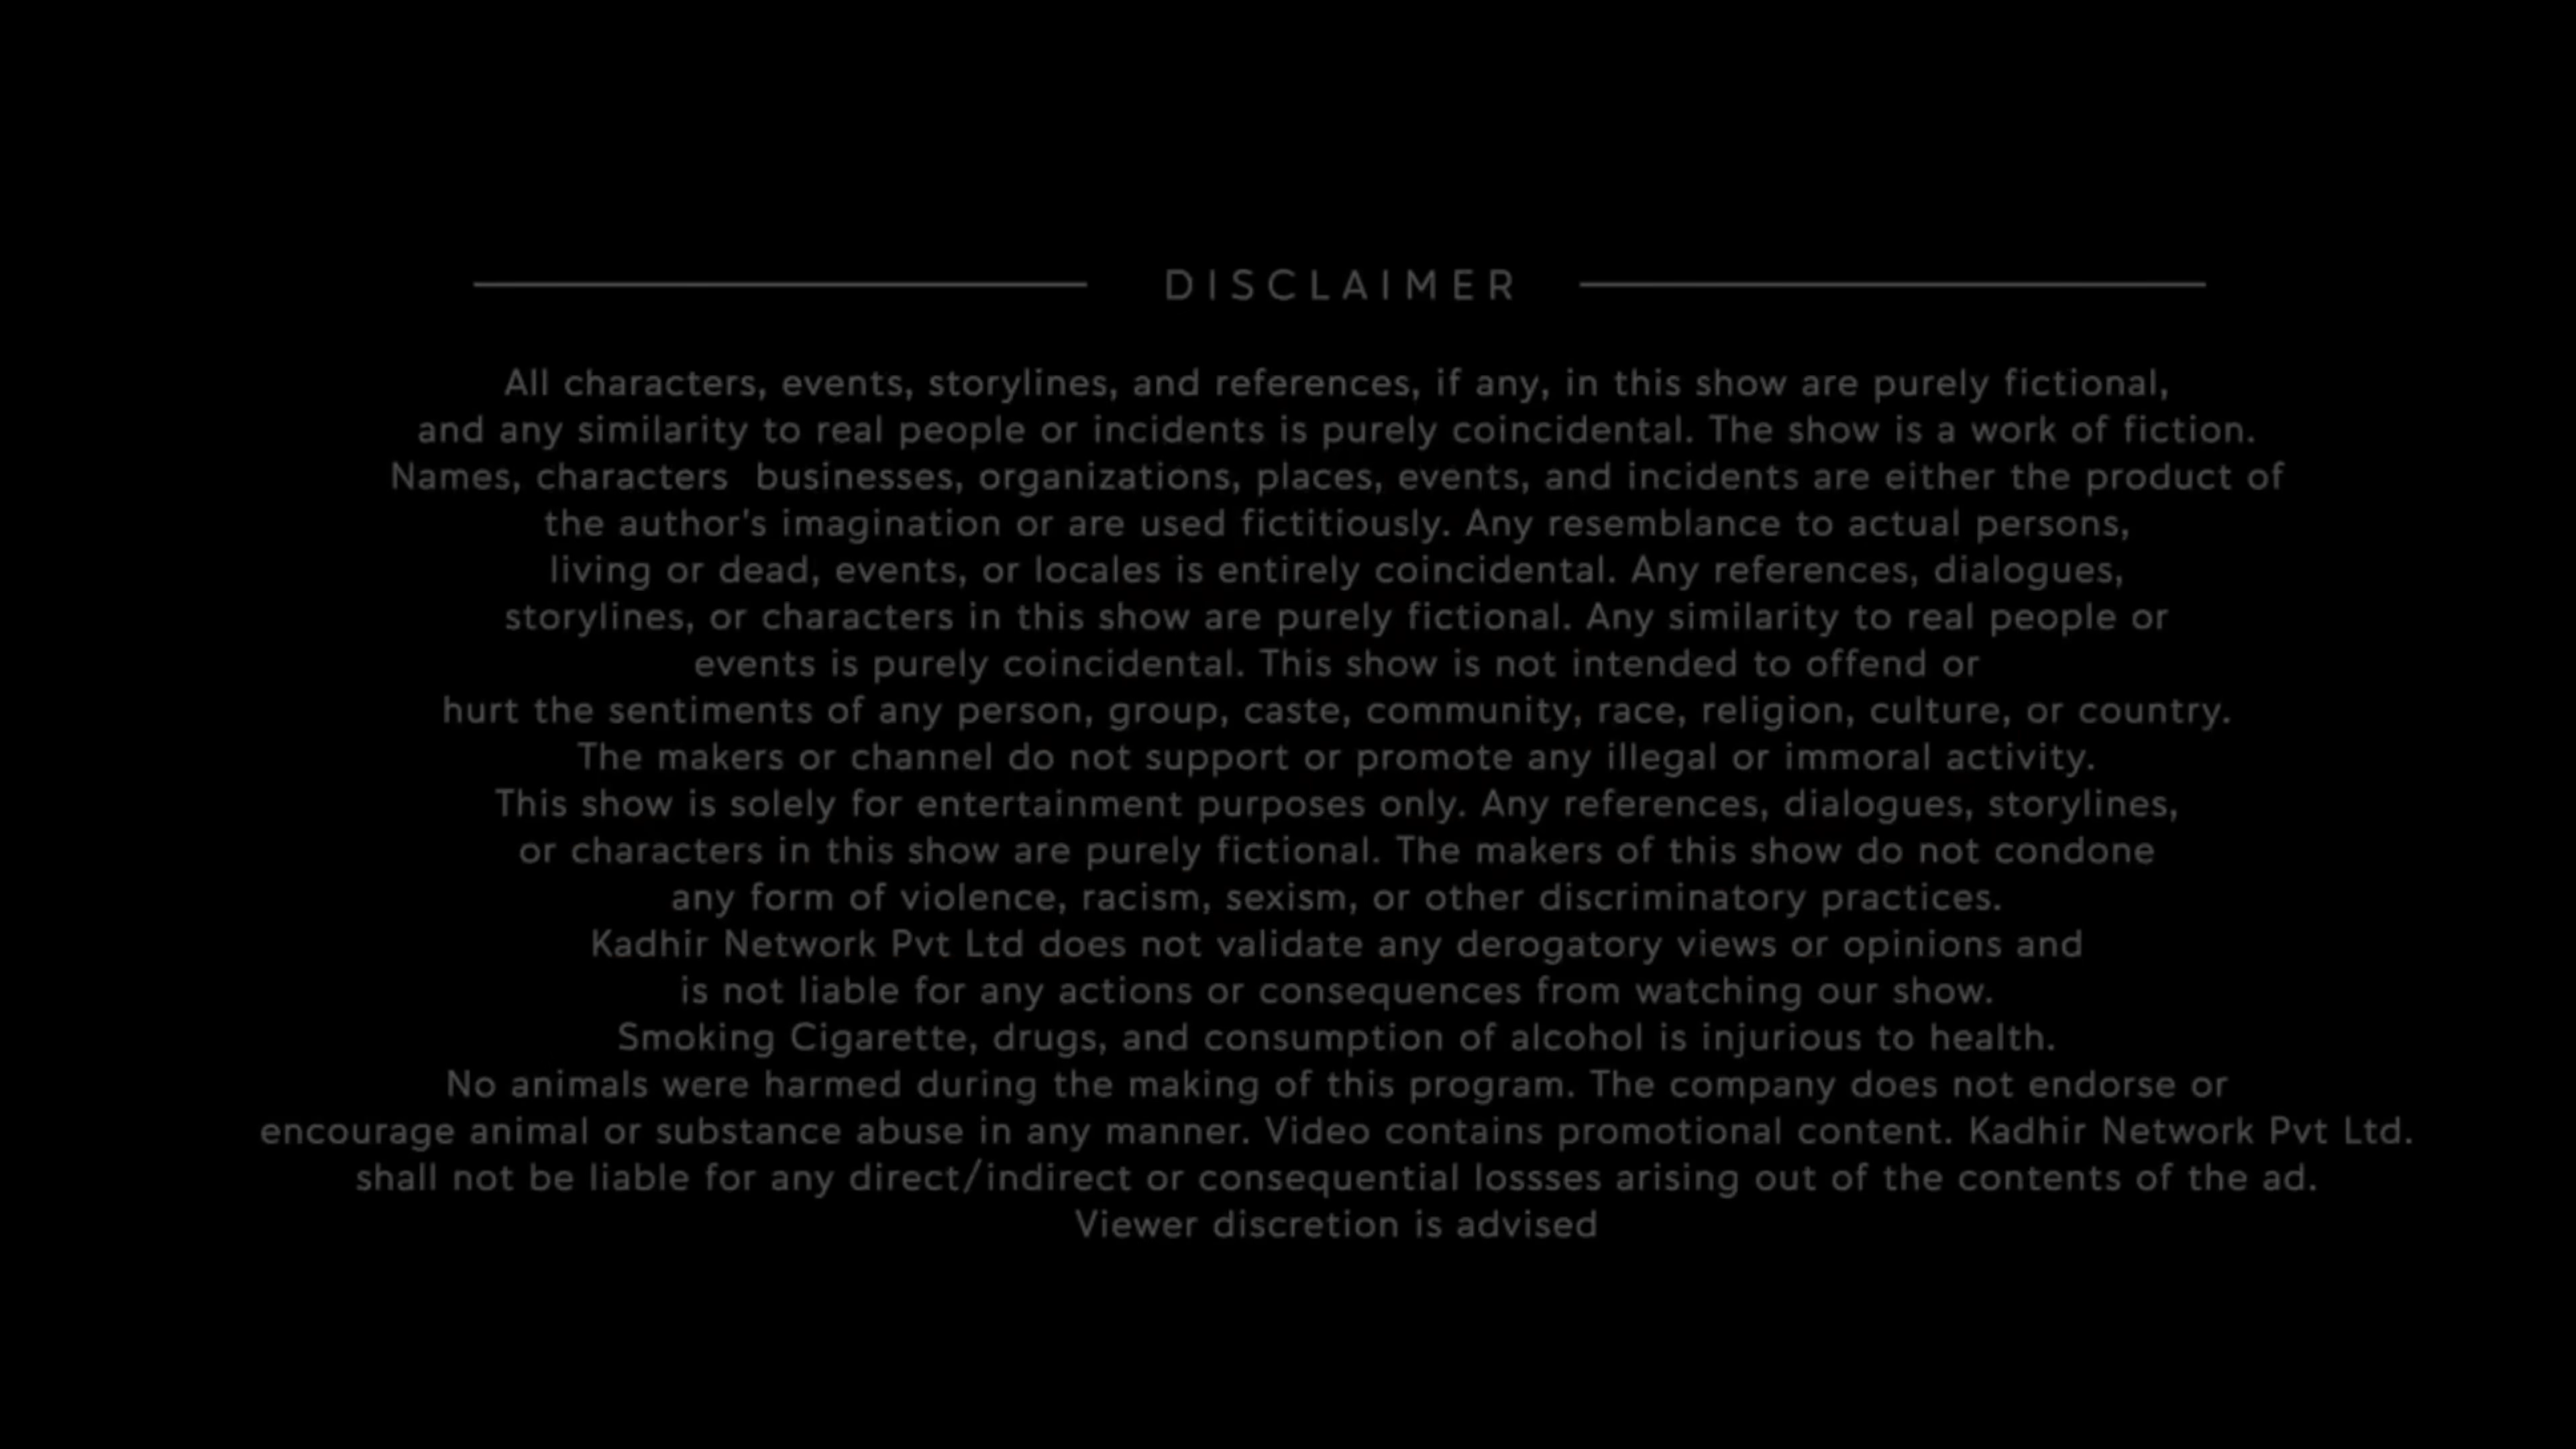 DISCLAIMER
All characters, events, storylines, and references, if any, in this show are purely fictional,
and any similarity to real people or incidents is purely coincidental. The show is a work of fiction.
Names, characters  businesses, organizations, places, events, and incidents are either the product of
the author's imagination or are used fictitiously. Any resemblance to actual persons,
living or dead, events, or locales is entirely coincidental. Any references, dialogues,
storylines, or characters in this show are purely fictional. Any similarity to real people or
events is purely coincidental. This show is not intended to offend or
hurt the sentiments of any person, group, caste, community, race, religion, culture, or country.
The makers or channel do not support or promote any illegal or immoral activity.
This show is solely for entertainment purposes only. Any references, dialogues, storylines,
or characters in this show are purely fictional. The makers of this show do not condone
any form of violence, racism, sexism, or other discriminatory practices.
Kadhir Network Pvt Ltd does not validate any derogatory views or opinions and
is not liable for any actions or consequences from watching our show.
Smoking Cigarette, drugs, and consumption of alcohol is injurious to health.
No animals were harmed during the making of this program. The company does not endorse or
encourage animal or substance abuse in any manner. Video contains promotional content. Kadhir Network Pvt Ltd.
shall not be liable for any direct/indirect or consequential lossses arising out of the contents of the ad.
Viewer discretion is advised